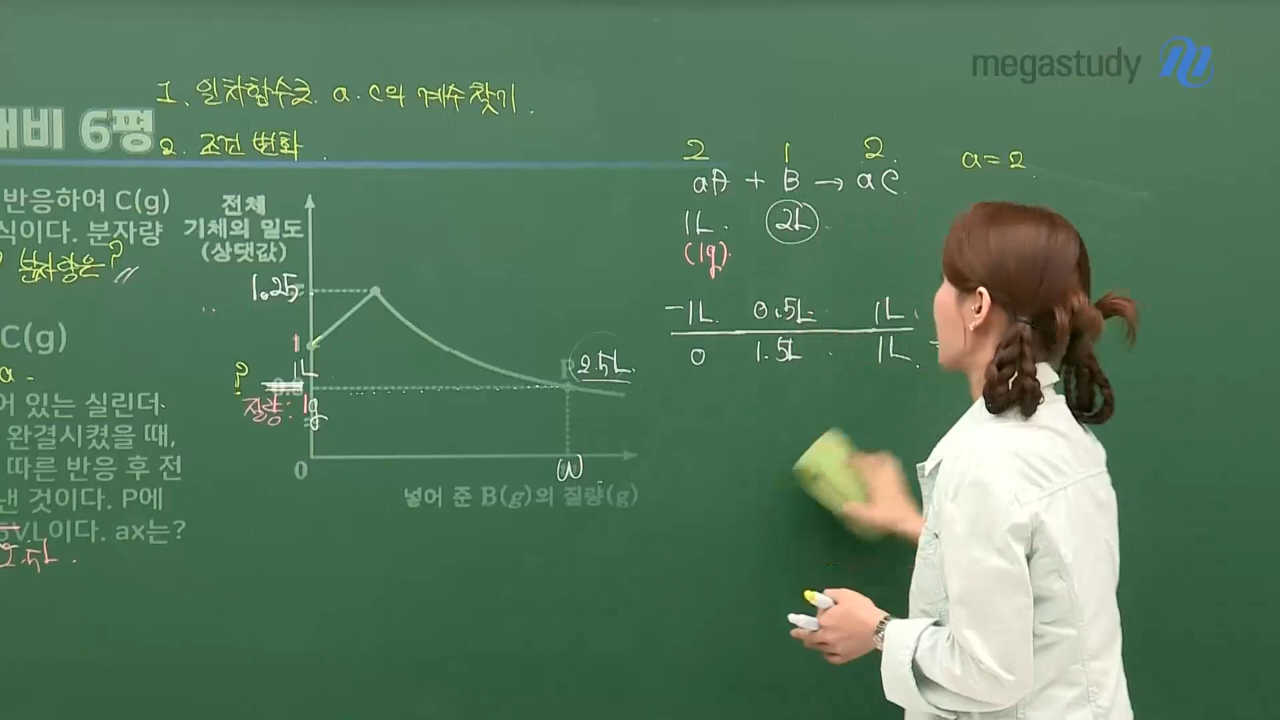 megastudy
1. 일차함수로. a. C의 계수찾기.
대비 6평
2. 조건 변화.
2 1 2. a=2
aA + B → aC
반응하여 C(g)
식이다. 분자량
분자량은?
전체
기체의 밀도
(상댓값)
1L. 2L
(1g).
1.25
-1L 0.5L 1L
0 1.5L 1L
C(g)
a
1
1L
? 질량: 1g
2.5L
어 있는 실린더
완결시켰을 때,
따른 반응 후 전
낸 것이다. P에
V L이다. ax는?
2.5L.
0
(W)
넣어 준 B(g)의 질량(g)